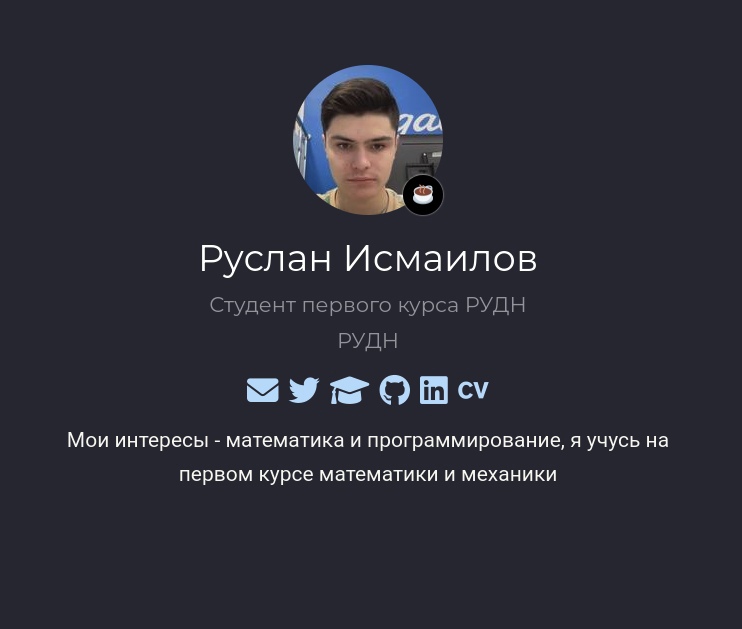 Руслан Исмаилов
Студент первого курса РУДН
РУДН
CV
Мои интересы - математика и программирование, я учусь на
первом курсе математики и механики